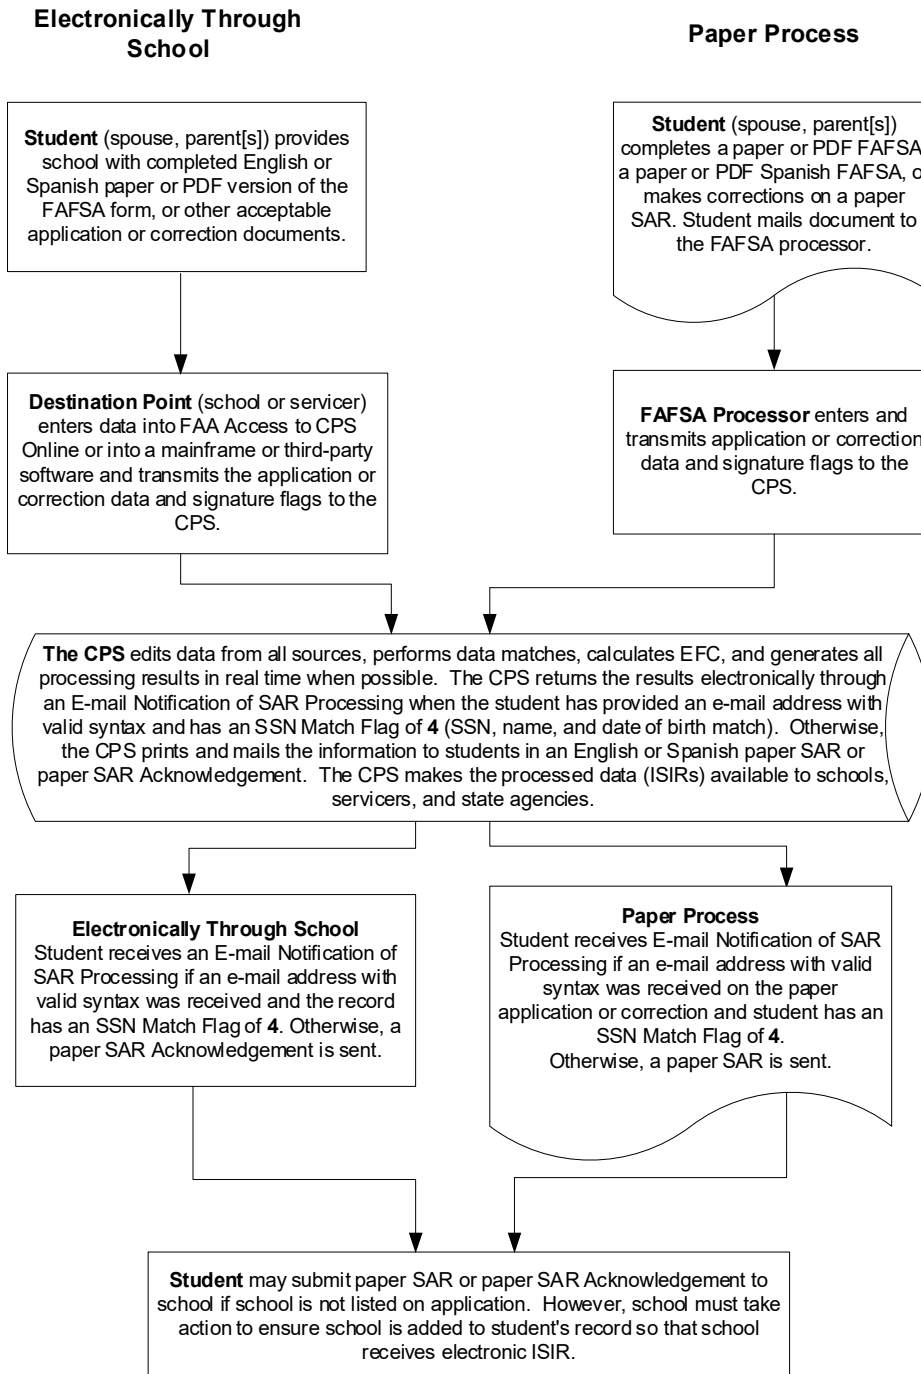 Electronically Through
School
Paper Process
Student (spouse, parent[s]) provides
school with completed English or
Spanish paper or PDF version of the
FAFSA form, or other acceptable
application or correction documents.
Student (spouse, parent[s])
completes a paper or PDF FAFSA
a paper or PDF Spanish FAFSA, o
makes corrections on a paper
SAR. Student mails document to
the FAFSA processor.
Destination Point (school or servicer)
enters data into FAA Access to CPS
Online or into a mainframe or third-party
software and transmits the application or
correction data and signature flags to the
CPS.
FAFSA Processor enters and
transmits application or correction
data and signature flags to the
CPS.
The CPS edits data from all sources, performs data matches, calculates EFC, and generates all
processing results in real time when possible. The CPS returns the results electronically through
an E-mail Notification of SAR Processing when the student has provided an e-mail address with
valid syntax and has an SSN Match Flag of 4 (SSN, name, and date of birth match). Otherwise,
the CPS prints and mails the information to students in an English or Spanish paper SAR or
paper SAR Acknowledgement. The CPS makes the processed data (ISIRs) available to schools,
servicers, and state agencies.
Electronically Through School
Student receives an E-mail Notification of
SAR Processing if an e-mail address with
valid syntax was received and the record
has an SSN Match Flag of 4. Otherwise, a
paper SAR Acknowledgement is sent.
Paper Process
Student receives E-mail Notification of SAR
Processing if an e-mail address with valid
syntax was received on the paper
application or correction and student has an
SSN Match Flag of 4.
Otherwise, a paper SAR is sent.
Student may submit paper SAR or paper SAR Acknowledgement to
school if school is not listed on application. However, school must take
action to ensure school is added to student's record so that school
receives electronic ISIR.